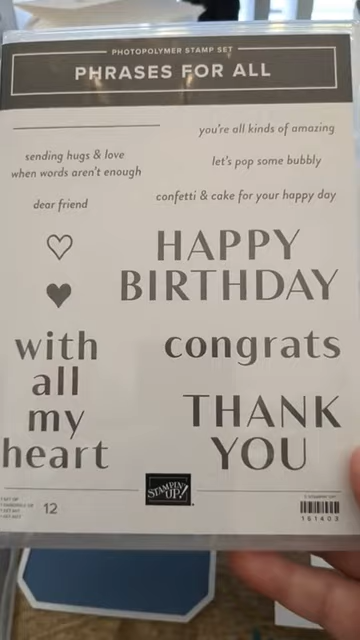 PHOTOPOLYMER STAMP SET
PHRASES FOR ALL
you're all kinds of amazing
sending hugs & love
when words aren't enough
let's pop some bubbly
confetti & cake for your happy day
dear friend
HAPPY
BIRTHDAY
with
all
my
heart
congrats
THANK
YOU
STAMPIN' UP!
12
161403